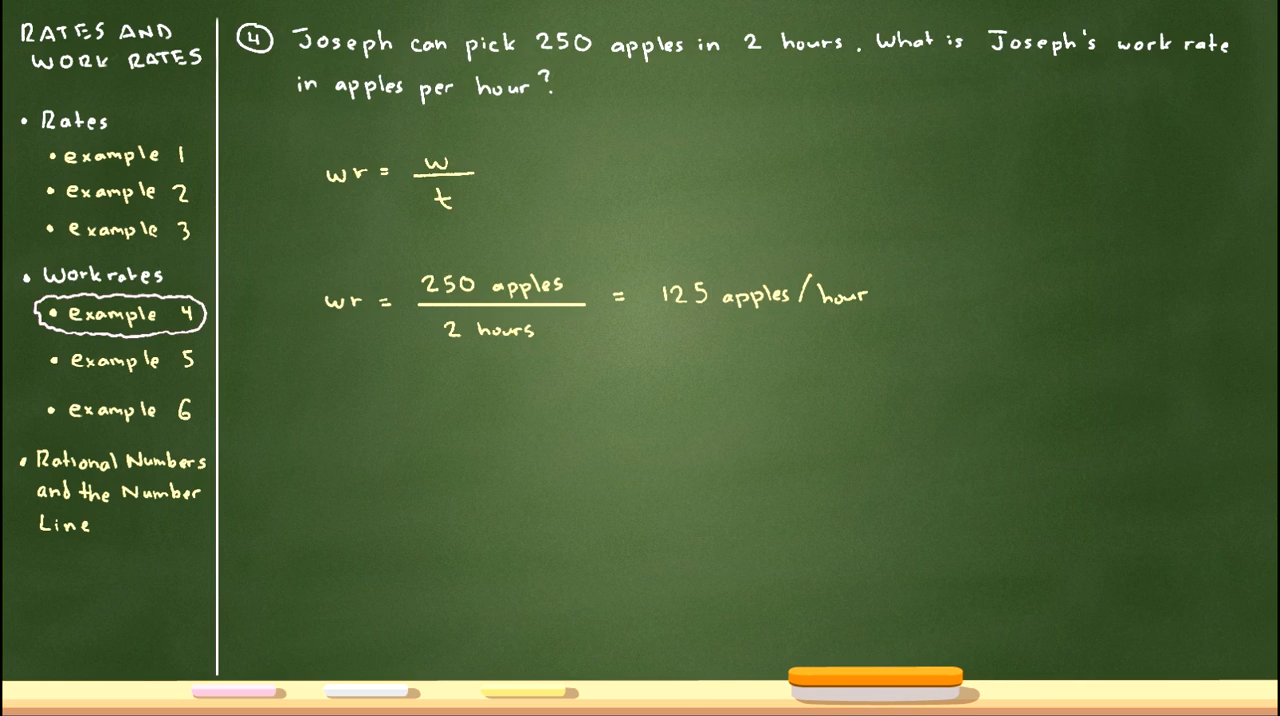 RATES AND
WORK RATES
• Rates
• example 1
• example 2
• example 3
• Work rates
• example 4
• example 5
• example 6
• Rational Numbers
and the Number
Line
4 Joseph can pick 250 apples in 2 hours. What is Joseph's work rate
in apples per hour?
wr = w/t
wr = 250 apples / 2 hours = 125 apples/hour